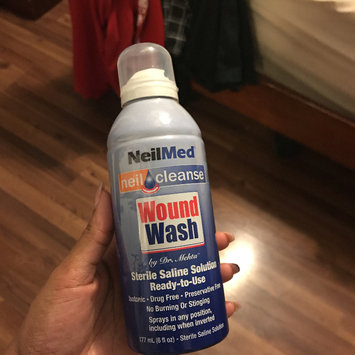 NeilMed
neil cleanse
Wound
Wash
by Dr. Mehta
Sterile Saline Solution
Ready-to-Use
Isotonic • Drug Free • Preservative Free
No Burning Or Stinging
Sprays in any position,
including when inverted
177 mL (6 fl oz) - Sterile Saline Solution